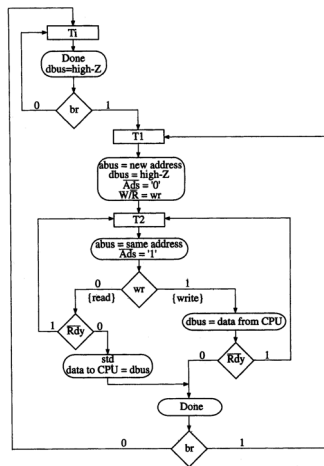 Ti
Done
dbus=high-Z
0
br
1
T1
abus = new address
dbus = high-Z
Ads = '0'
W/R = wr
T2
abus = same address
Ads = '1'
0
wr
1
{read}
{write}
dbus = data from CPU
1
Rdy
0
0
Rdy
1
std
data to CPU = dbus
Done
0
br
1